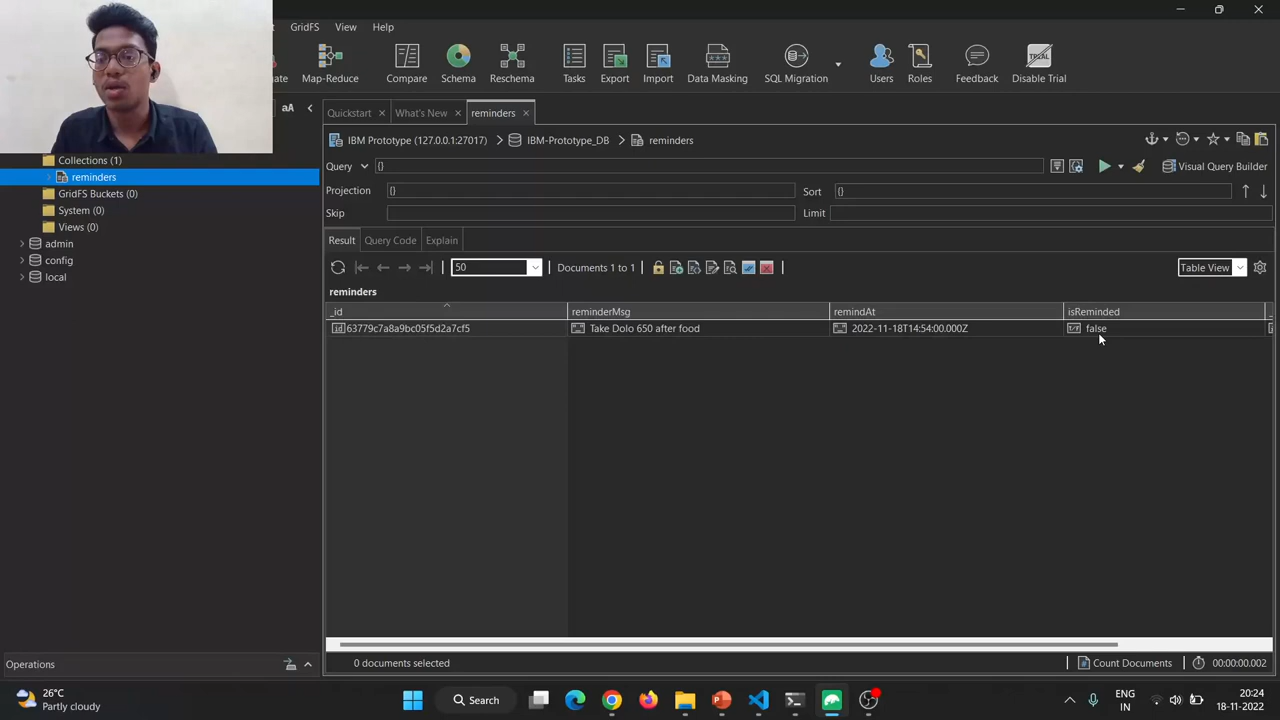 GridFS View Help
Map-Reduce Compare Schema Reschema Tasks Export Import Data Masking SQL Migration Users Roles Feedback Disable Trial
TRIAL
aA
Quickstart What's New reminders
IBM Prototype (127.0.0.1:27017) IBM-Prototype_DB reminders
Collections (1)
reminders
GridFS Buckets (0)
System (0)
Views (0)
admin
config
local
Query {} Visual Query Builder
Projection {} Sort {}
Skip Limit
Result Query Code Explain
50 Documents 1 to 1 Table View
reminders
_id reminderMsg remindAt isReminded
63779c7a8a9bc05f5d2a7cf5 Take Dolo 650 after food 2022-11-18T14:54:00.000Z false
Operations 0 documents selected Count Documents 00:00:00.002
26°C
Partly cloudy
Search
ENG
IN
20:24
18-11-2022